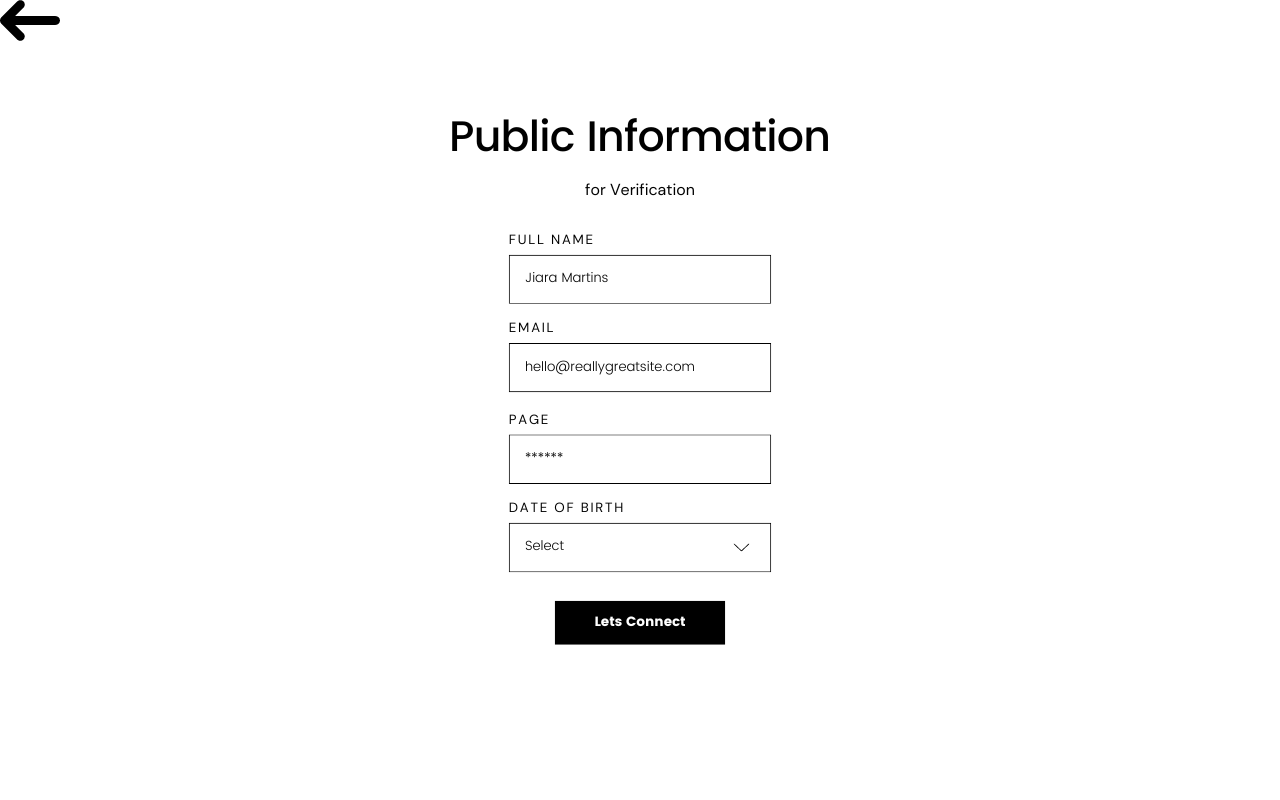 Public Information
for Verification
FULL NAME
Jiara Martins
EMAIL
hello@reallygreatsite.com
PAGE
******
DATE OF BIRTH
Select
Lets Connect